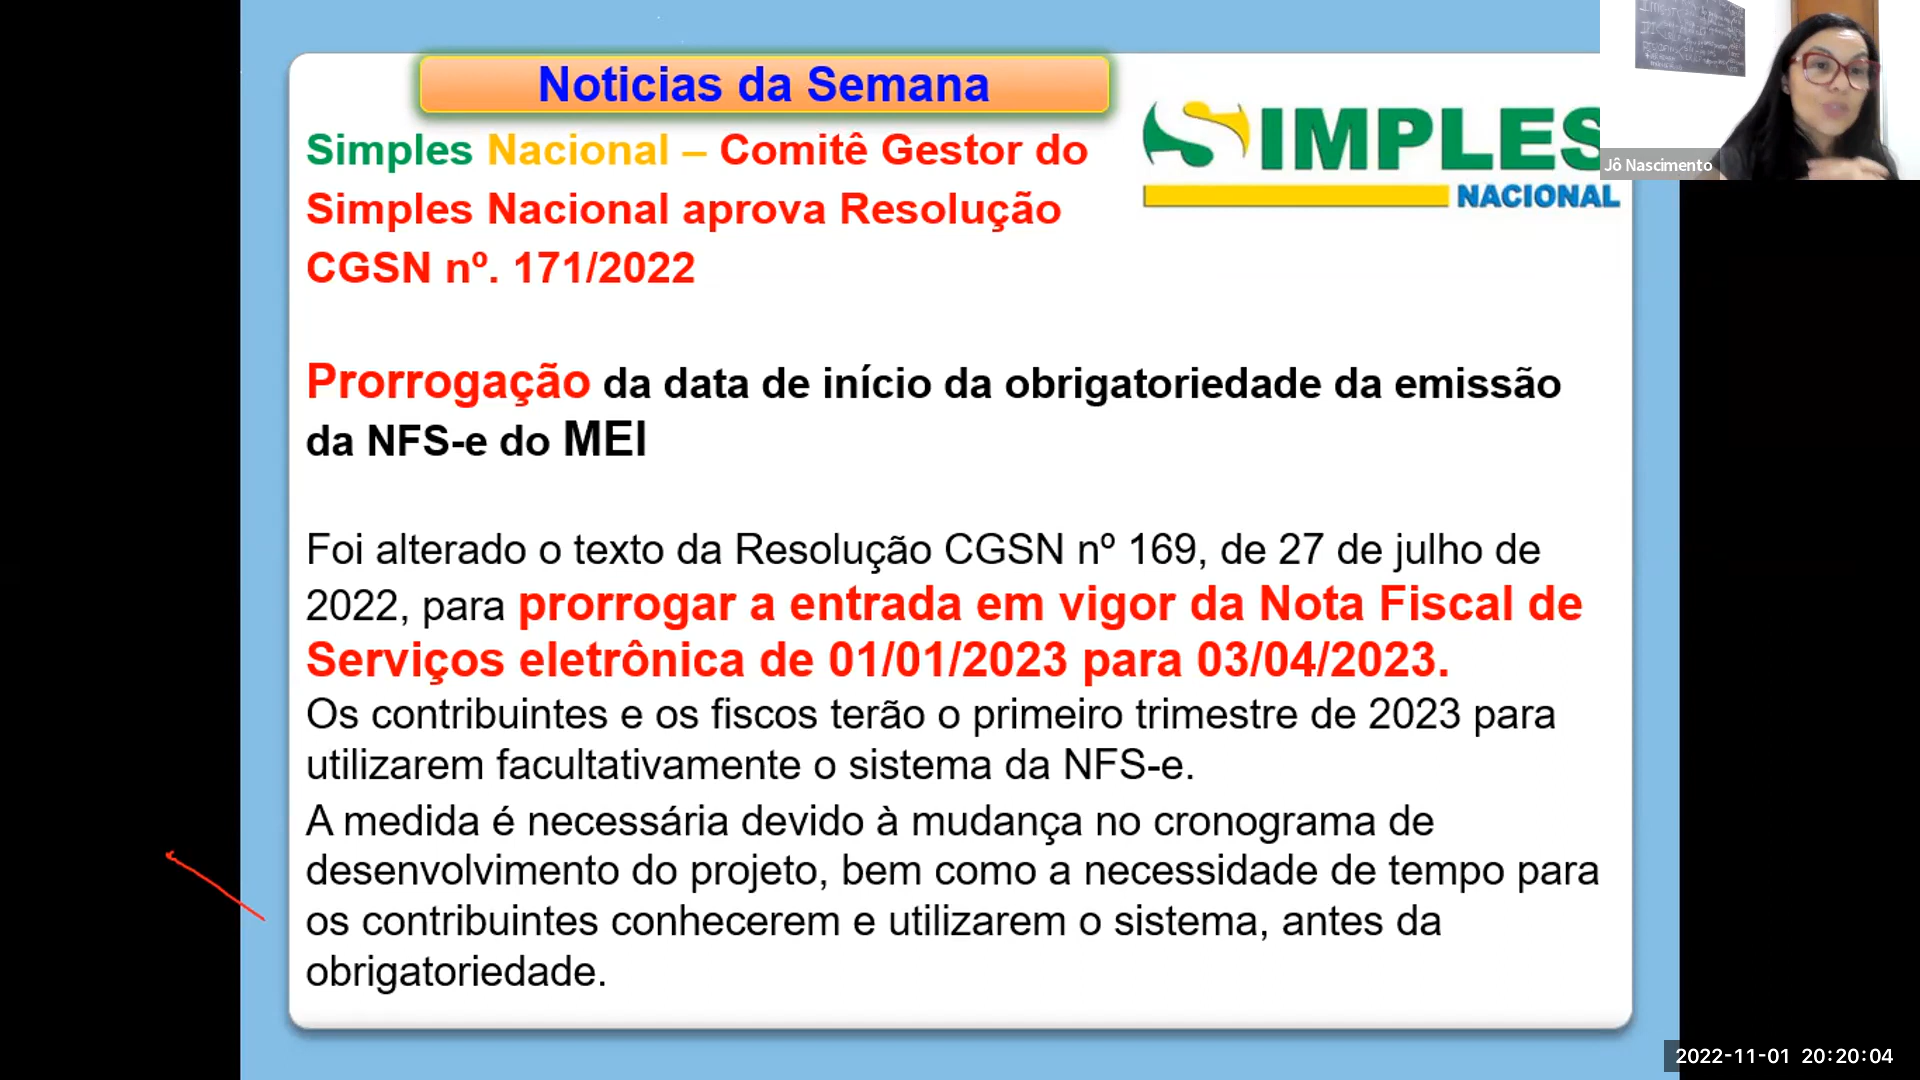 Noticias da Semana
Simples Nacional – Comitê Gestor do
Simples Nacional aprova Resolução
CGSN nº. 171/2022
SIMPLES
NACIONAL
Jô Nascimento
Prorrogação da data de início da obrigatoriedade da emissão
da NFS-e do MEI
Foi alterado o texto da Resolução CGSN nº 169, de 27 de julho de
2022, para prorrogar a entrada em vigor da Nota Fiscal de
Serviços eletrônica de 01/01/2023 para 03/04/2023.
Os contribuintes e os fiscos terão o primeiro trimestre de 2023 para
utilizarem facultativamente o sistema da NFS-e.
A medida é necessária devido à mudança no cronograma de
desenvolvimento do projeto, bem como a necessidade de tempo para
os contribuintes conhecerem e utilizarem o sistema, antes da
obrigatoriedade.
2022-11-01 20:20:04